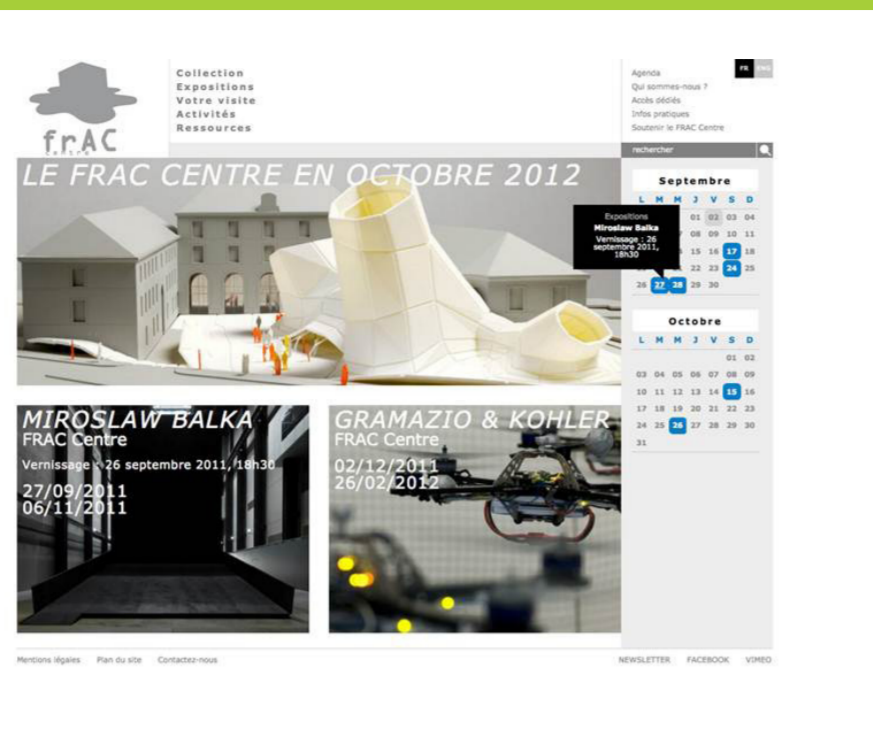 frAC
centre
Collection
Expositions
Votre visite
Activités
Ressources
Agenda
Qui sommes-nous ?
Accès dédiés
Infos pratiques
Soutenir le FRAC Centre
FR ENG
rechercher
LE FRAC CENTRE EN OCTOBRE 2012
Septembre
L M M J V S D
01 02 03 04
08 09 10 11
15 16 17 18
22 23 24 25
26 27 28 29 30
Expositions
Miroslaw Balka
Vernissage : 26
septembre 2011,
18h30
Octobre
L M M J V S D
01 02
03 04 05 06 07 08 09
10 11 12 13 14 15 16
17 18 19 20 21 22 23
24 25 26 27 28 29 30
31
MIROSLAW BALKA
FRAC Centre
Vernissage : 26 septembre 2011, 18h30
27/09/2011
06/11/2011
GRAMAZIO & KOHLER
FRAC Centre
02/12/2011
26/02/2012
Mentions légales Plan du site Contactez-nous
NEWSLETTER FACEBOOK VIMEO